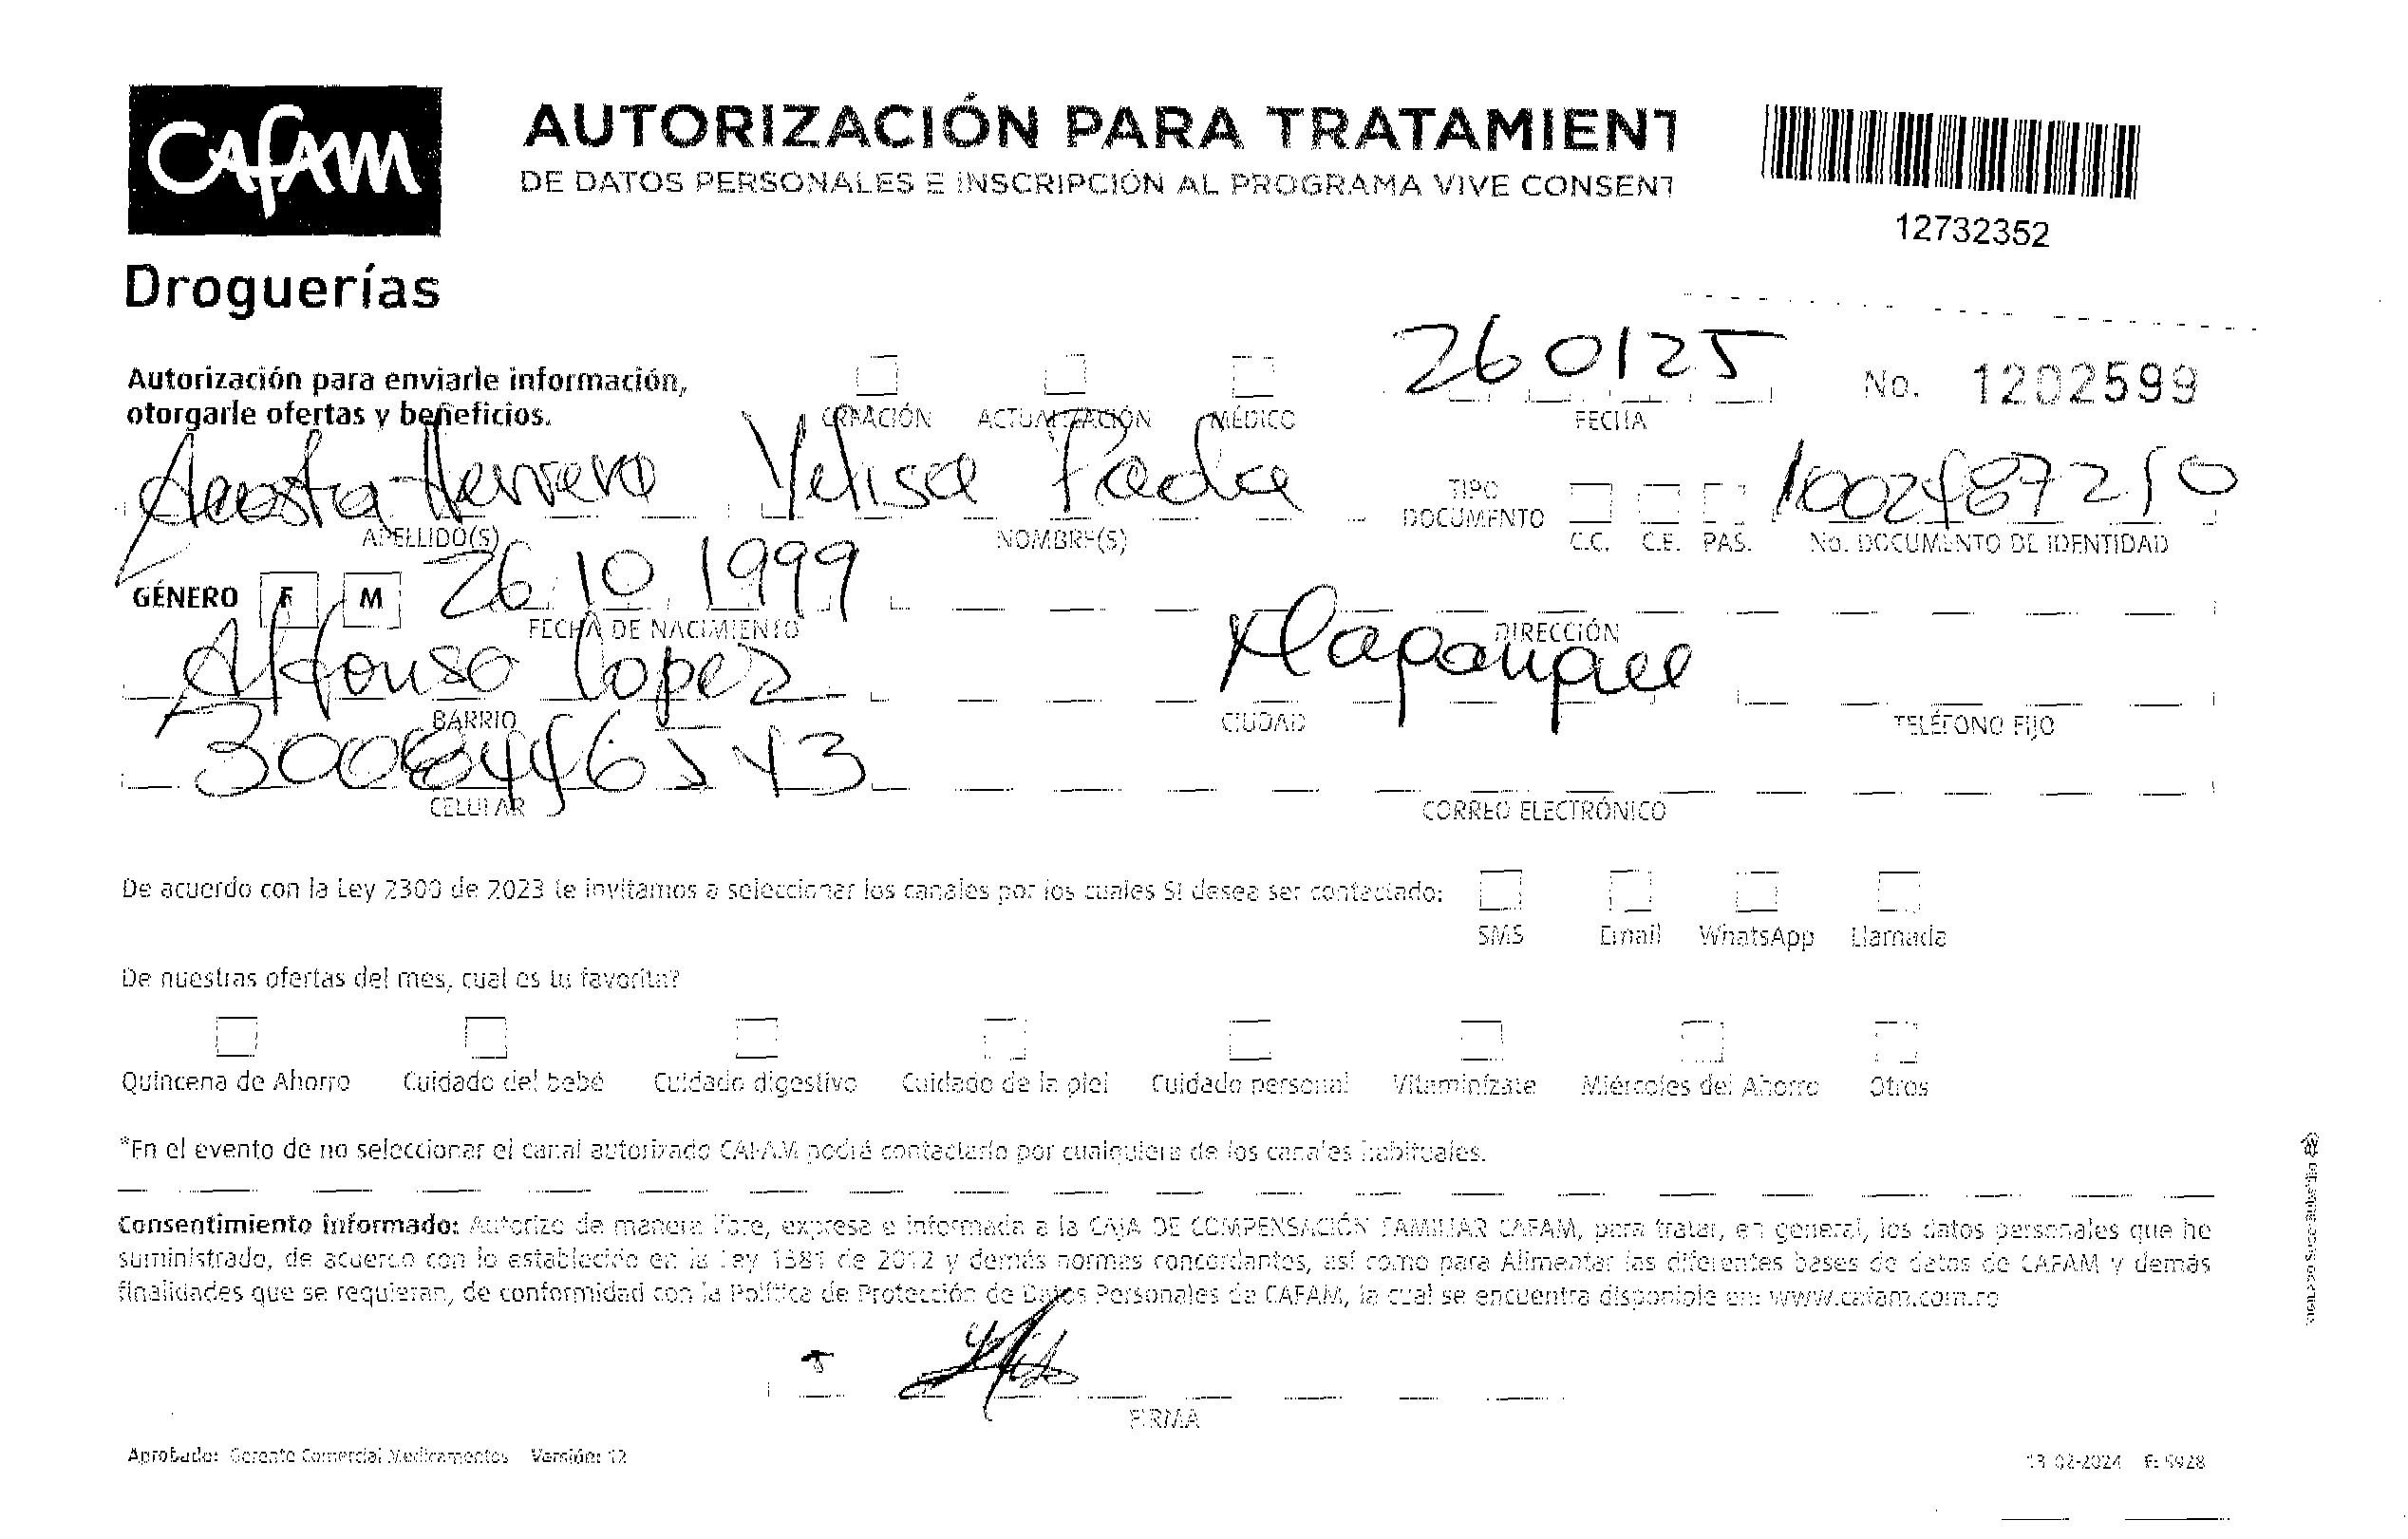 CAFAM
Droguerías
AUTORIZACIÓN PARA TRATAMIENT
DE DATOS PERSONALES E INSCRIPCIÓN AL PROGRAMA VIVE CONSENT
12732352
Autorización para enviarle información,
otorgarle ofertas y beneficios.
CREACIÓN ACTUALIZACIÓN MÉDICO
260125
FECHA
No. 1202599
Acosta Herrera Yelisa Paola
APELLIDO(S) NOMBRE(S)
TIPO
DOCUMENTO
C.C. C.E. PAS.
1002487210
No. DOCUMENTO DE IDENTIDAD
GÉNERO F M 26 10 1999
FECHA DE NACIMIENTO DIRECCIÓN
Alfonso Lopez
BARRIO CIUDAD TELÉFONO FIJO
CELULAR CORREO ELECTRÓNICO
De acuerdo con la Ley 2300 de 2023 te invitamos a seleccionar los canales por los cuales SI desea ser contactado:
SMS Email WhatsApp Llamada
De nuestras ofertas del mes, cual es tu favorita?
Quincena de Ahorro Cuidado del bebé Cuidado digestivo Cuidado de la piel Cuidado personal Vitamínizate Miércoles del Ahorro Otros
*En el evento de no seleccionar el canal autorizado CAFAM podrá contactarlo por cualquiera de los canales habituales.
Consentimiento informado: Autorizo de manera libre, expresa e informada a la CAJA DE COMPENSACIÓN FAMILIAR CAFAM, para tratar, en general, los datos personales que he
suministrado, de acuerco con lo establecido en la Ley 1581 de 2012 y demás normas concordantes, así como para Alimentar las diferentes bases de datos de CAFAM y demás
finalidades que se requieran, de conformidad con la Política de Protección de Datos Personales de CAFAM, la cual se encuentra disponible en: www.cafam.com.co
FIRMA
Aprobado: Gerente Comercial Medicamentos Versión: 12
13-02-2024 F: 5928